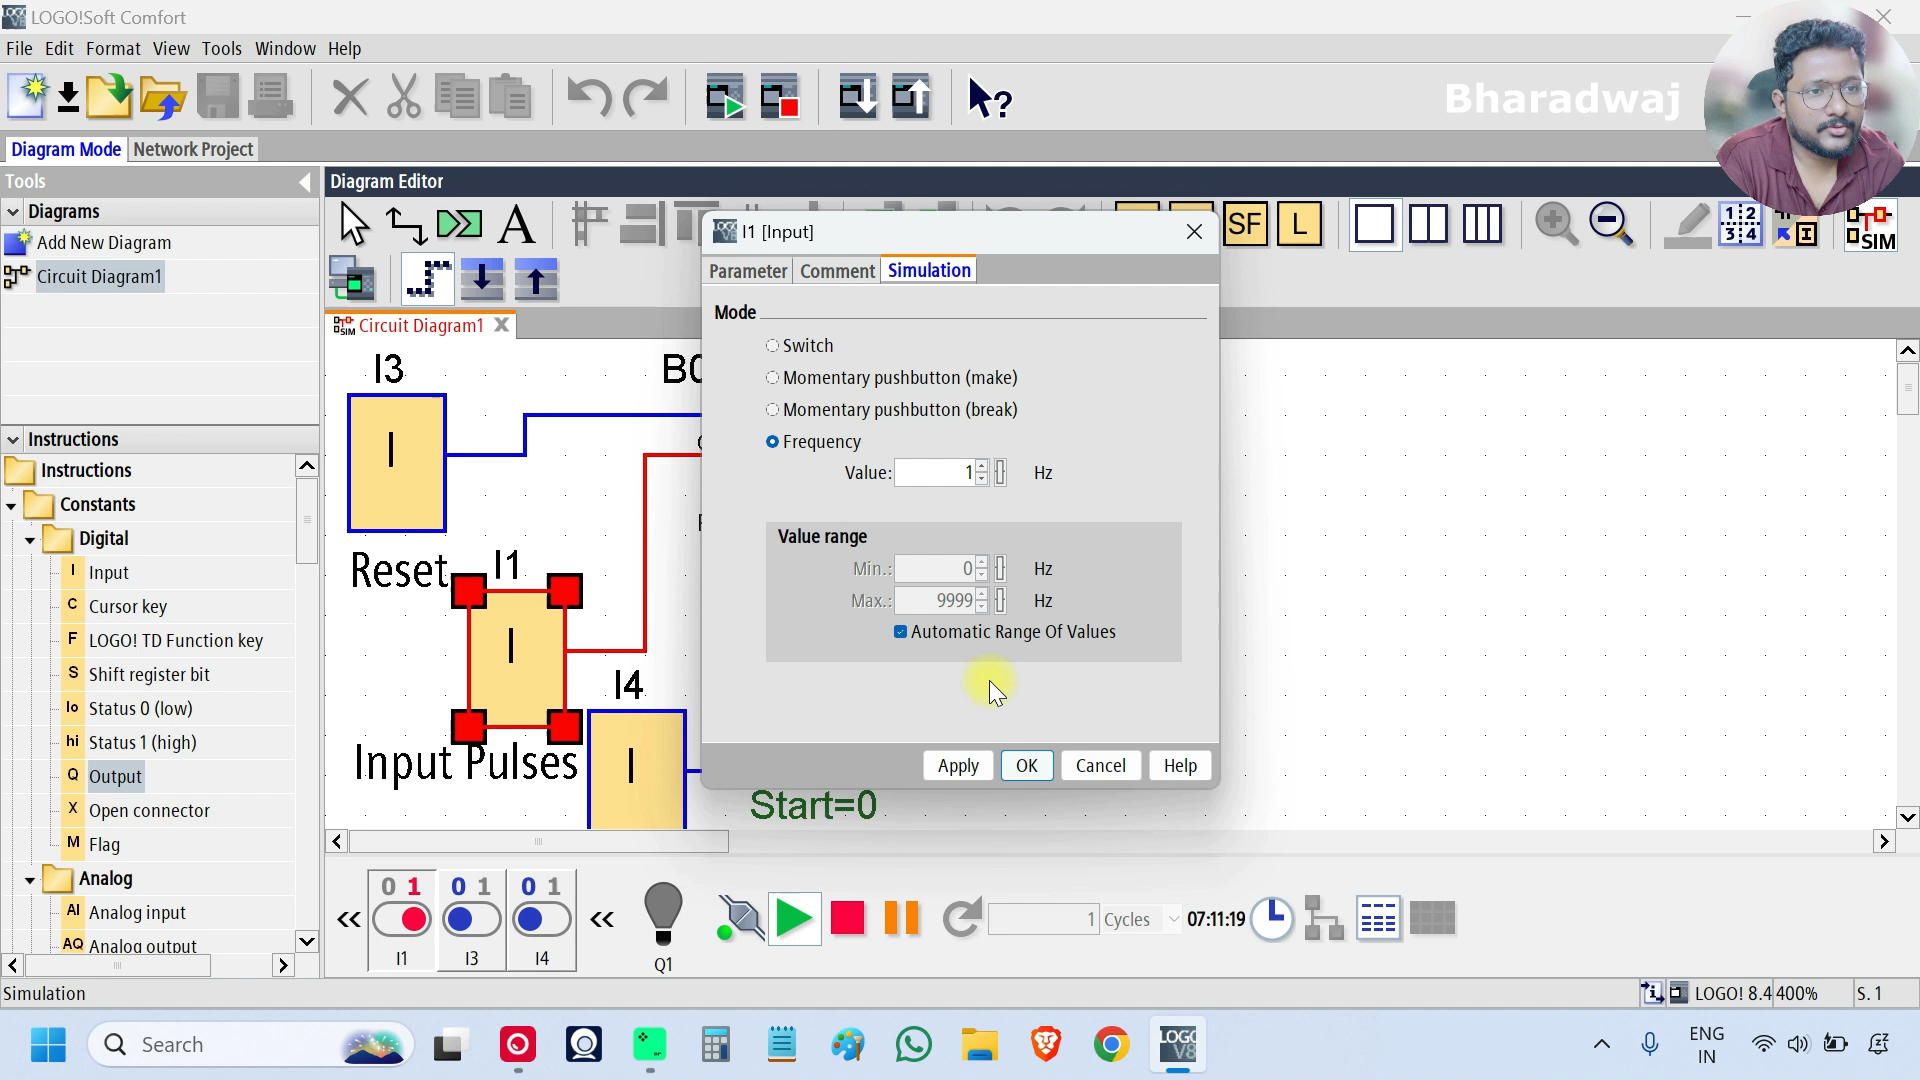 LOGO!Soft Comfort
File Edit Format View Tools Window Help
Bharadwaj
Diagram Mode Network Project
Tools
Diagram Editor
Diagrams
Add New Diagram
Circuit Diagram1
SF L
SIM
I1 [Input]
Parameter Comment Simulation
Circuit Diagram1
Mode
Switch
Momentary pushbutton (make)
Momentary pushbutton (break)
Frequency
Value: 1 Hz
Value range
Min.: 0 Hz
Max.: 9999 Hz
Automatic Range Of Values
Apply OK Cancel Help
I3
I
Reset
I1
I
I4
I
Input Pulses
Start=0
Instructions
Instructions
Constants
Digital
I Input
C Cursor key
F LOGO! TD Function key
S Shift register bit
lo Status 0 (low)
hi Status 1 (high)
Q Output
X Open connector
M Flag
Analog
AI Analog input
AQ Analog output
0 1 0 1 0 1
I1 I3 I4
Q1
1 Cycles 07:11:19
Simulation
LOGO! 8.4 400% S. 1
Search
ENG
IN